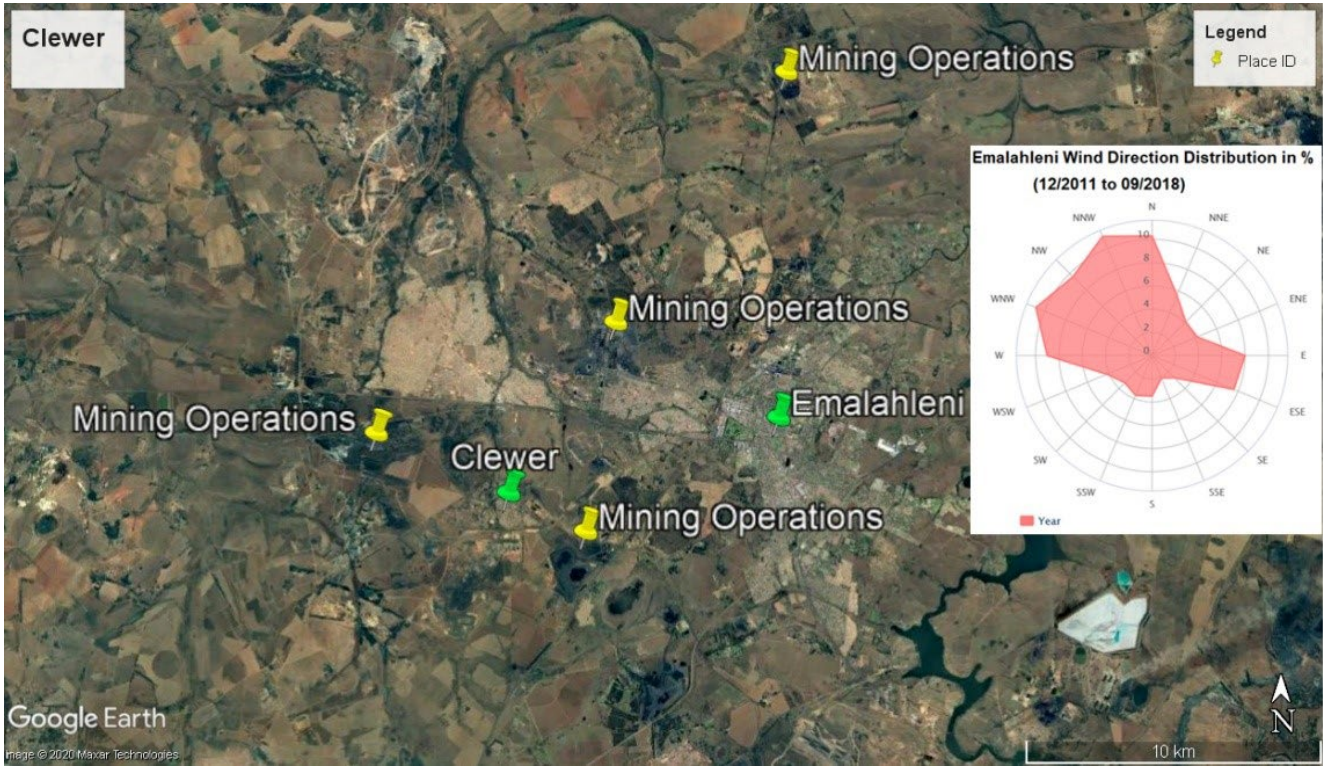 Clewer
Legend
Place ID
Mining Operations
Emalahleni Wind Direction Distribution in %
(12/2011 to 09/2018)
N
NNW
NNE
NW
NE
10
8
WNW
ENE
6
4
2
W
0
E
WSW
ESE
SW
SE
SSW
SSE
S
Year
Mining Operations
Emalahleni
Mining Operations
Clewer
Mining Operations
Google Earth
Image © 2020 Maxar Technologies
N
10 km